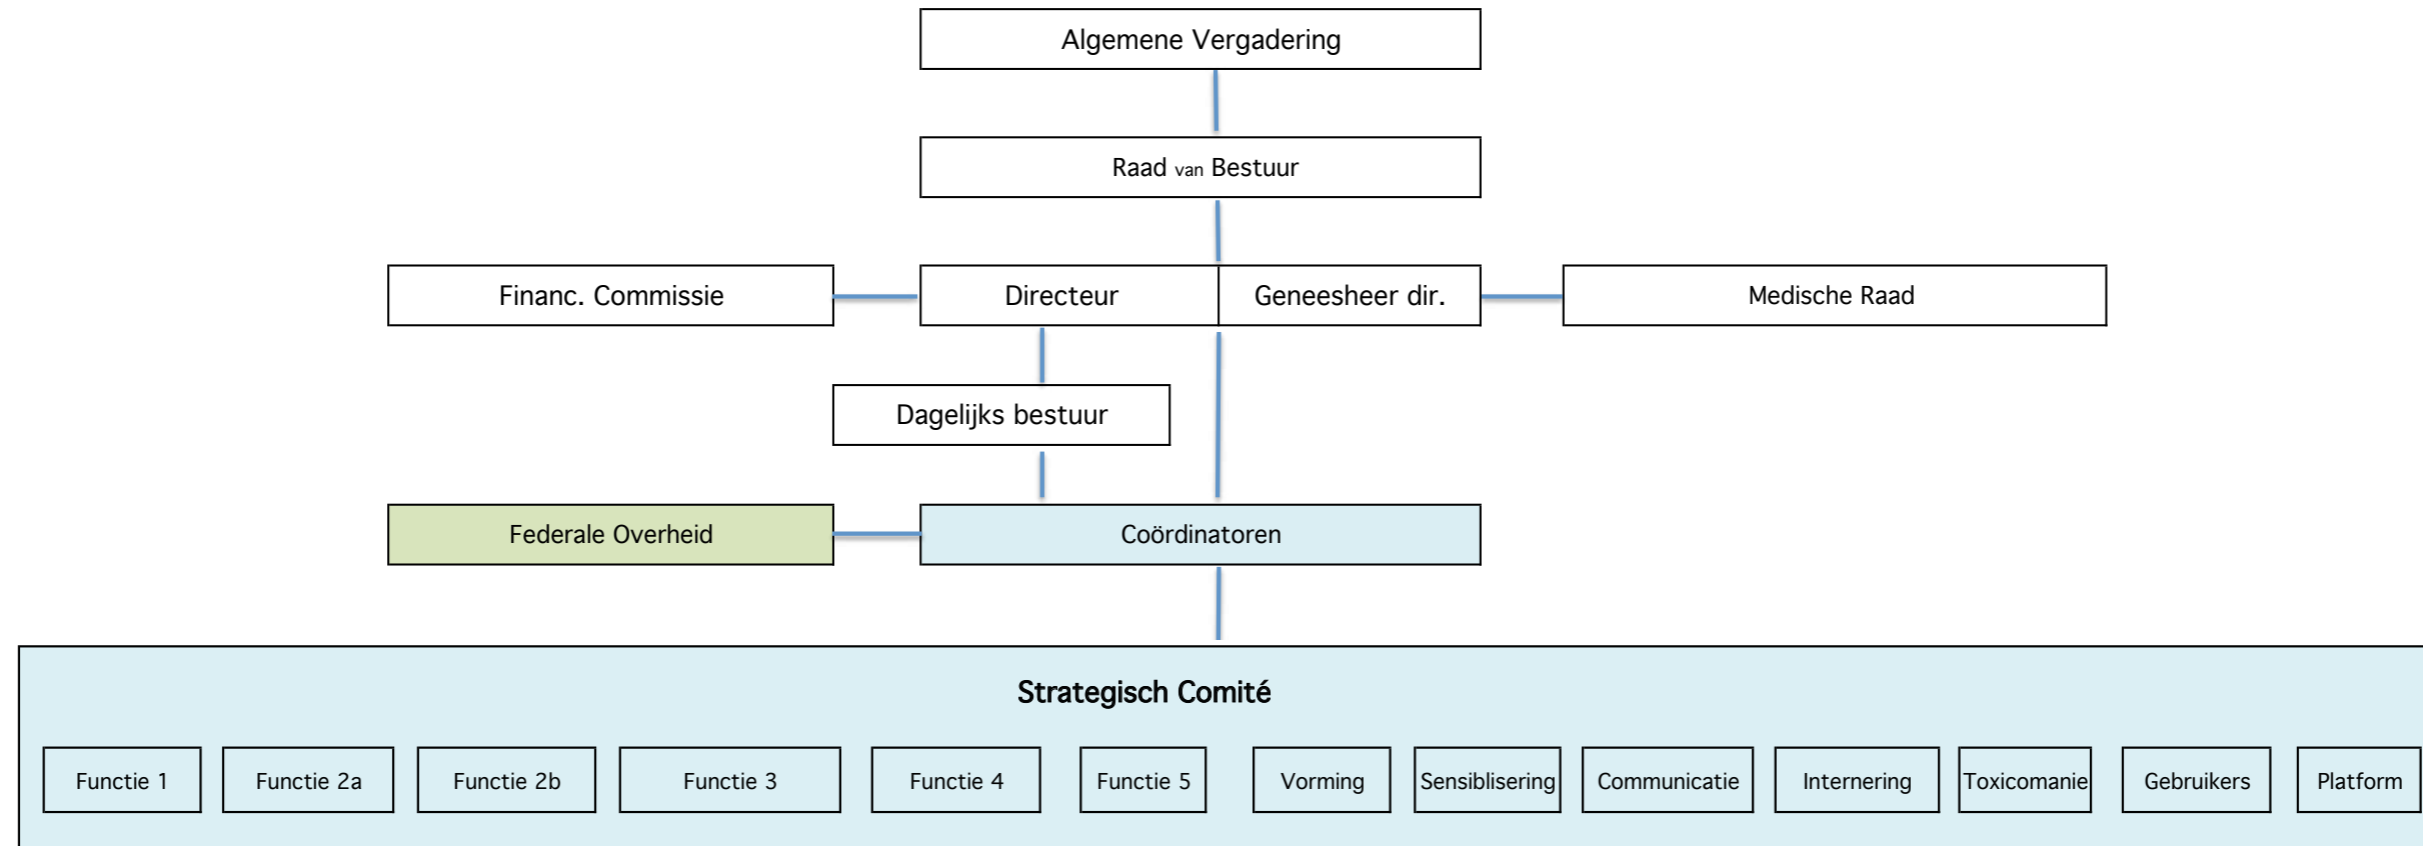 Algemene Vergadering
Raad van Bestuur
Financ. Commissie
Directeur
Geneesheer dir.
Medische Raad
Dagelijks bestuur
Federale Overheid
Coördinatoren
Strategisch Comité
Functie 1
Functie 2a
Functie 2b
Functie 3
Functie 4
Functie 5
Vorming
Sensiblisering
Communicatie
Internering
Toxicomanie
Gebruikers
Platform